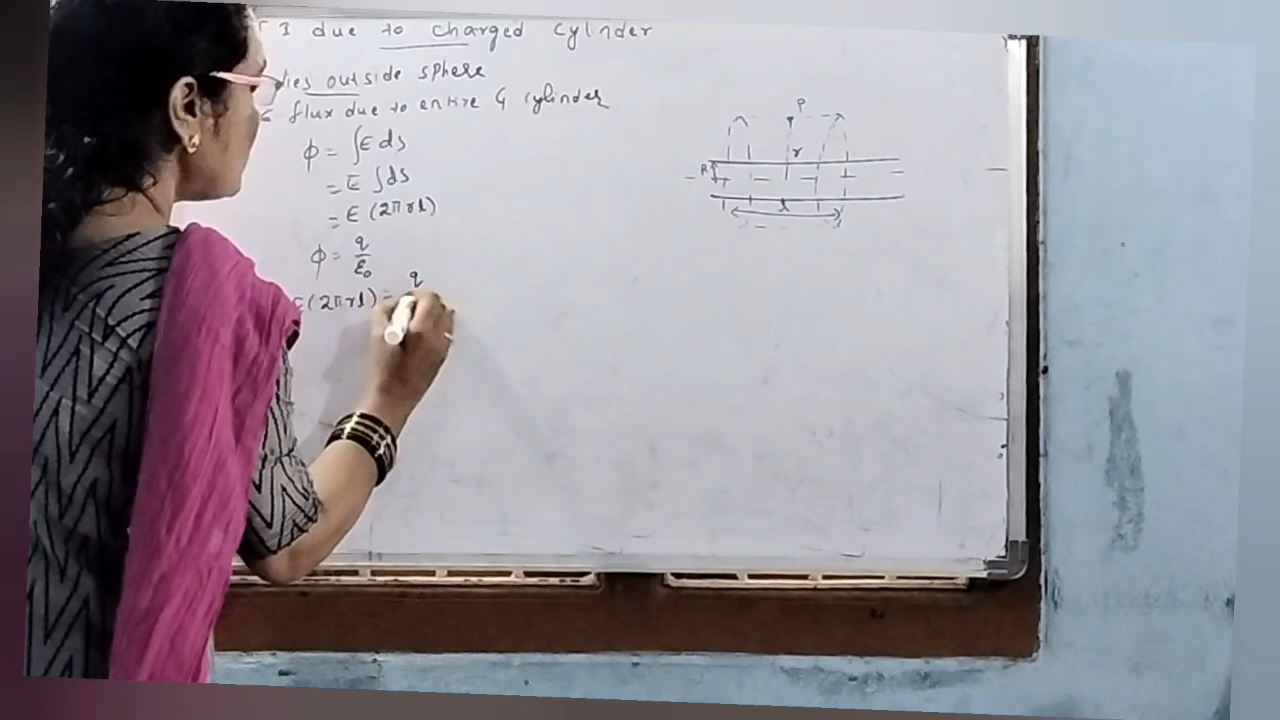 I due to charged cylinder
lies outside sphere
flux due to entire G cylinder
ϕ = ∫E ds
= E ∫ds
= E (2πrl)
ϕ = q/ε₀
E(2πrl) = q
P
r
R
l